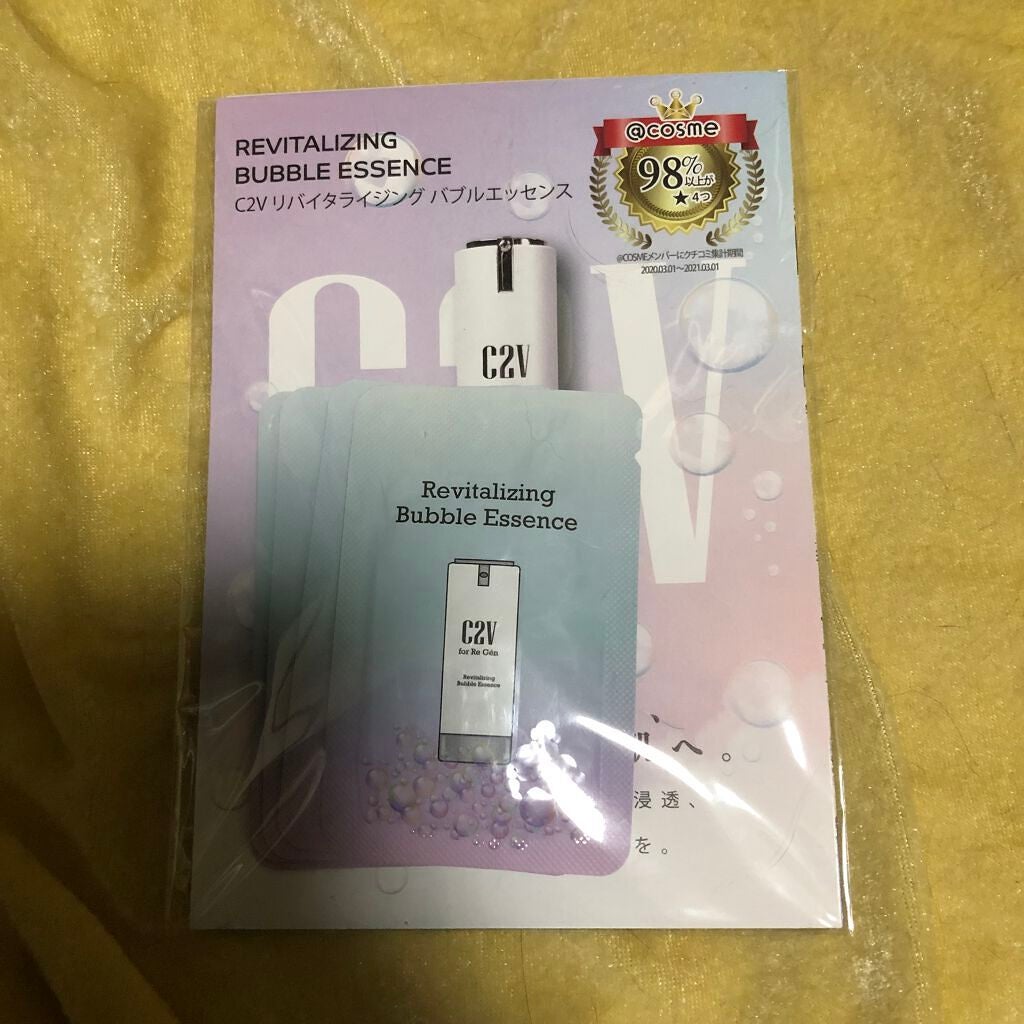 REVITALIZING
BUBBLE ESSENCE
C2V リバイタライジング バブルエッセンス
@cosme
98%
以上が
★4つ
@COSMEメンバーにクチコミ集計期間
2020.03.01～2021.03.01
C2V
Revitalizing
Bubble Essence
C2V
for Re Gén
Revitalizing
Bubble Essence
へ。
浸透、
を。